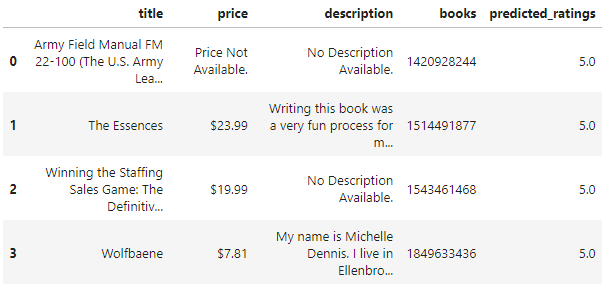 title price description books predicted_ratings
0 Army Field Manual FM 22-100 (The U.S. Army Lea... Price Not Available. No Description Available. 1420928244 5.0
1 The Essences $23.99 Writing this book was a very fun process for m... 1514491877 5.0
2 Winning the Staffing Sales Game: The Definitiv... $19.99 No Description Available. 1543461468 5.0
3 Wolfbaene $7.81 My name is Michelle Dennis. I live in Ellenbro... 1849633436 5.0